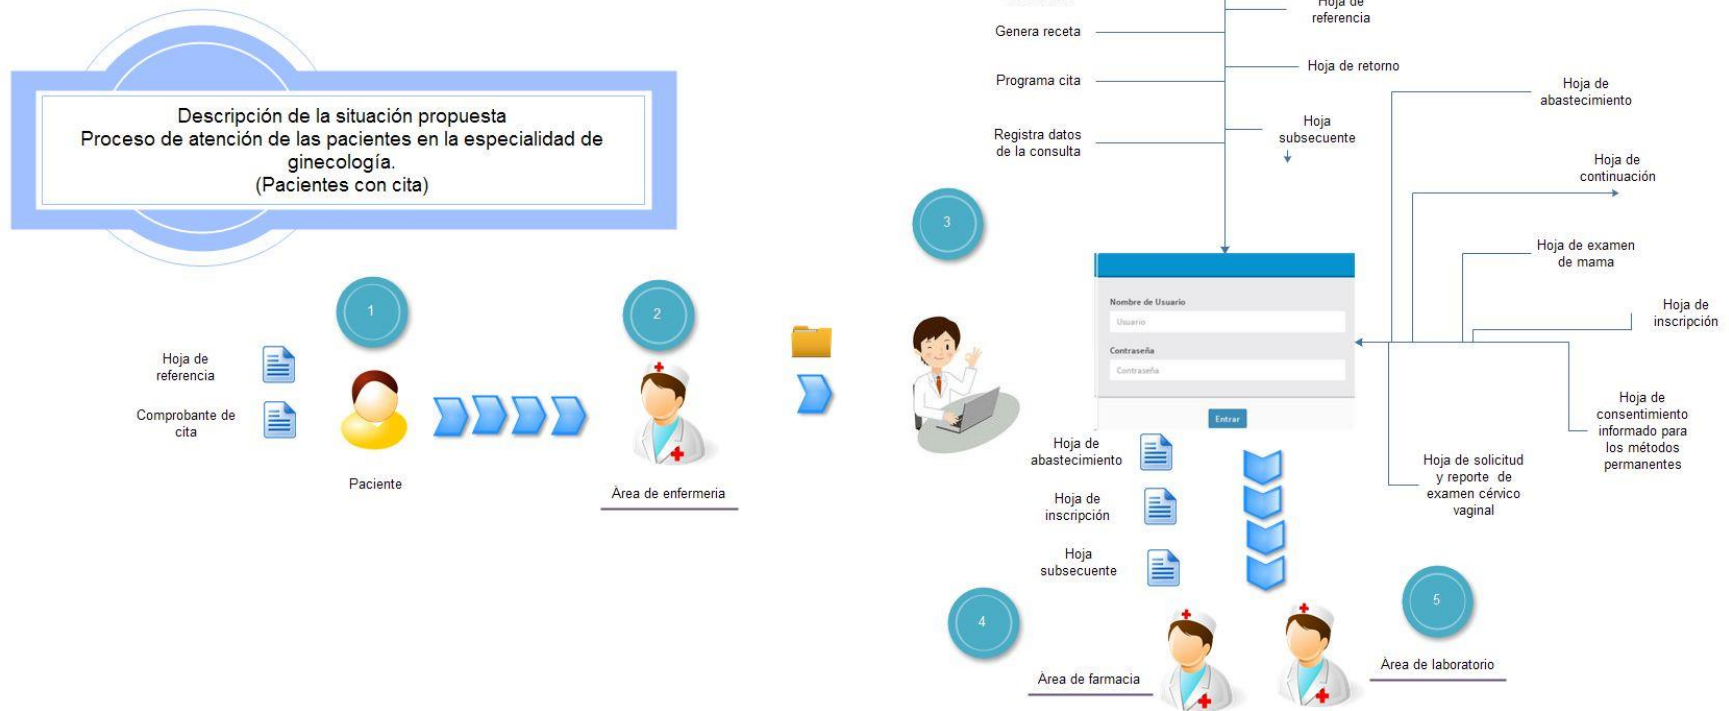 Descripción de la situación propuesta
Proceso de atención de las pacientes en la especialidad de
ginecología.
(Pacientes con cita)
Hoja de
referencia
Genera receta
Programa cita
Hoja de retorno
Registra datos
de la consulta
Hoja
subsecuente
Hoja de
abastecimiento
Hoja de
continuación
Hoja de examen
de mama
Hoja de
inscripción
Hoja de
consentimiento
informado para
los métodos
permanentes
Hoja de solicitud
y reporte de
examen cérvico
vaginal
1
Hoja de
referencia
Comprobante de
cita
Paciente
2
Àrea de enfermeria
3
Nombre de Usuario
Usuario
Contraseña
Contraseña
Entrar
Hoja de
abastecimiento
Hoja de
inscripción
Hoja
subsecuente
4
Àrea de farmacia
5
Àrea de laboratorio